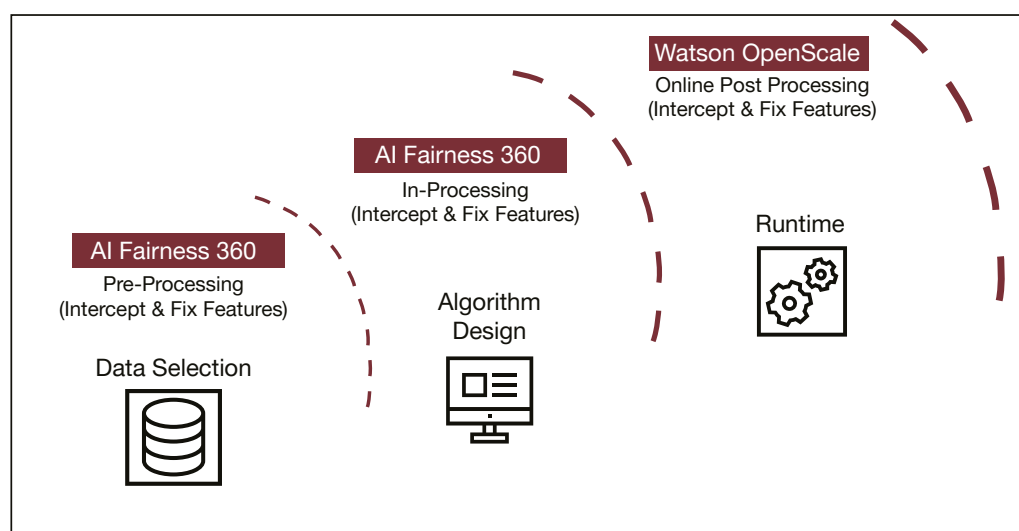 Watson OpenScale
Online Post Processing
(Intercept & Fix Features)
AI Fairness 360
In-Processing
(Intercept & Fix Features)
Runtime
AI Fairness 360
Pre-Processing
(Intercept & Fix Features)
Algorithm
Design
Data Selection